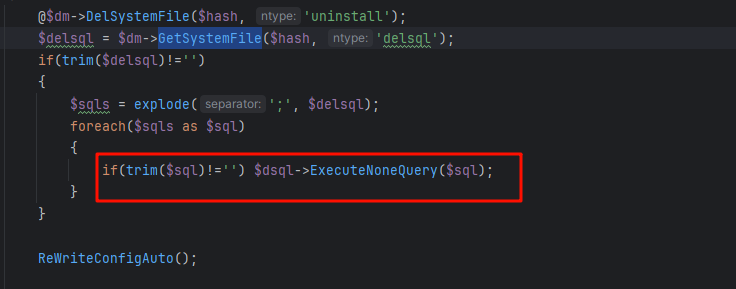 @$dm->DelSystemFile($hash, ntype: 'uninstall');
$delsql = $dm->GetSystemFile($hash, ntype: 'delsql');
if(trim($delsql)!='')
{
$sqls = explode( separator: ';', $delsql);
foreach($sqls as $sql)
{
if(trim($sql)!='') $dsql->ExecuteNoneQuery($sql);
}
}
ReWriteConfigAuto();